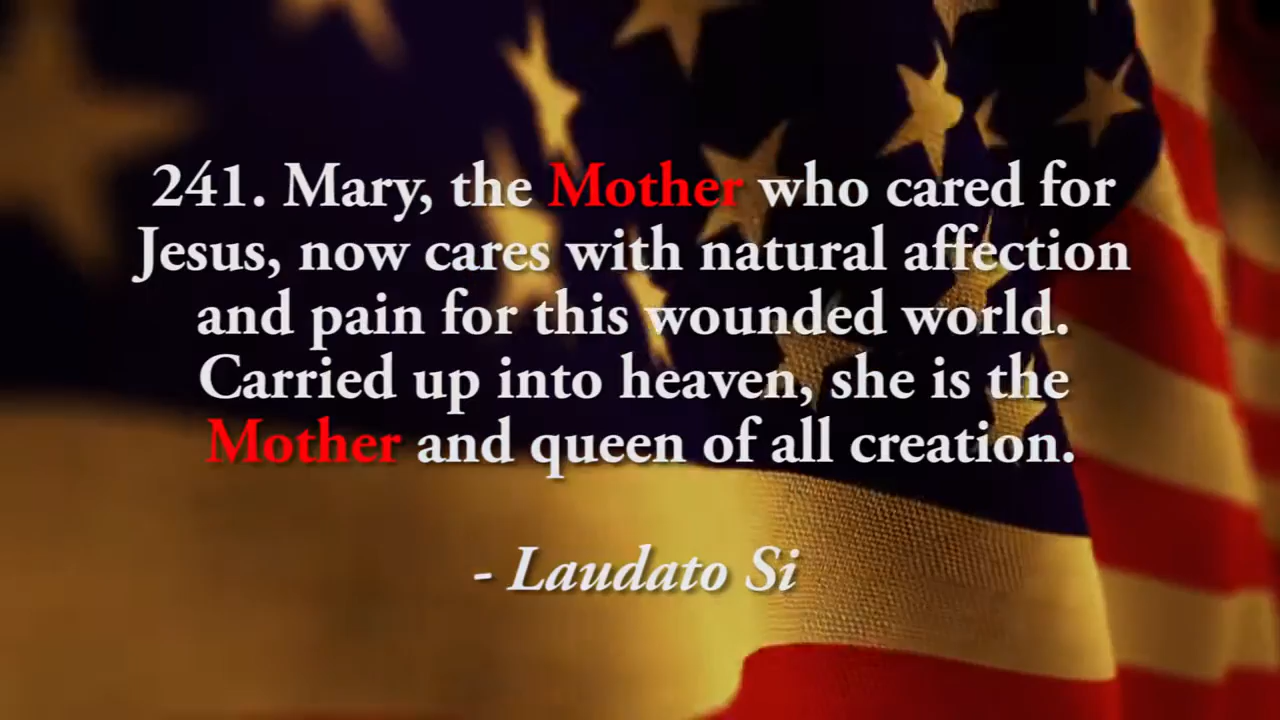 241. Mary, the Mother who cared for
Jesus, now cares with natural affection
and pain for this wounded world.
Carried up into heaven, she is the
Mother and queen of all creation.
- Laudato Si